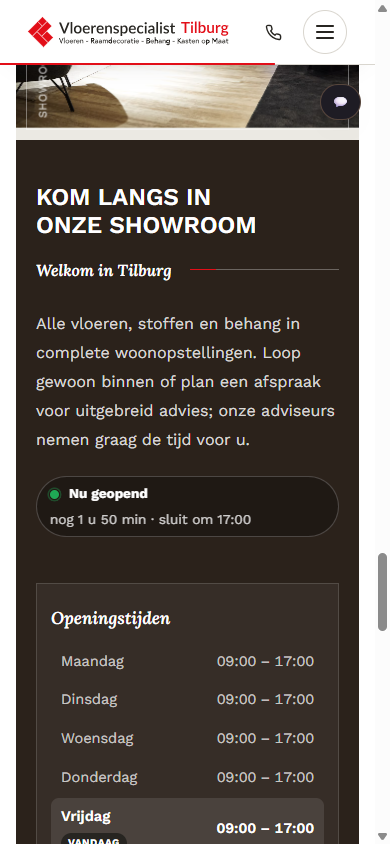 Vloerenspecialist Tilburg
Vloeren - Raamdecoratie - Behang - Kasten op Maat
KOM LANGS IN
ONZE SHOWROOM
Welkom in Tilburg
Alle vloeren, stoffen en behang in
complete woonopstellingen. Loop
gewoon binnen of plan een afspraak
voor uitgebreid advies; onze adviseurs
nemen graag de tijd voor u.
Nu geopend
nog 1 u 50 min · sluit om 17:00
Openingstijden
Maandag 09:00 – 17:00
Dinsdag 09:00 – 17:00
Woensdag 09:00 – 17:00
Donderdag 09:00 – 17:00
Vrijdag 09:00 – 17:00
VANDAAG